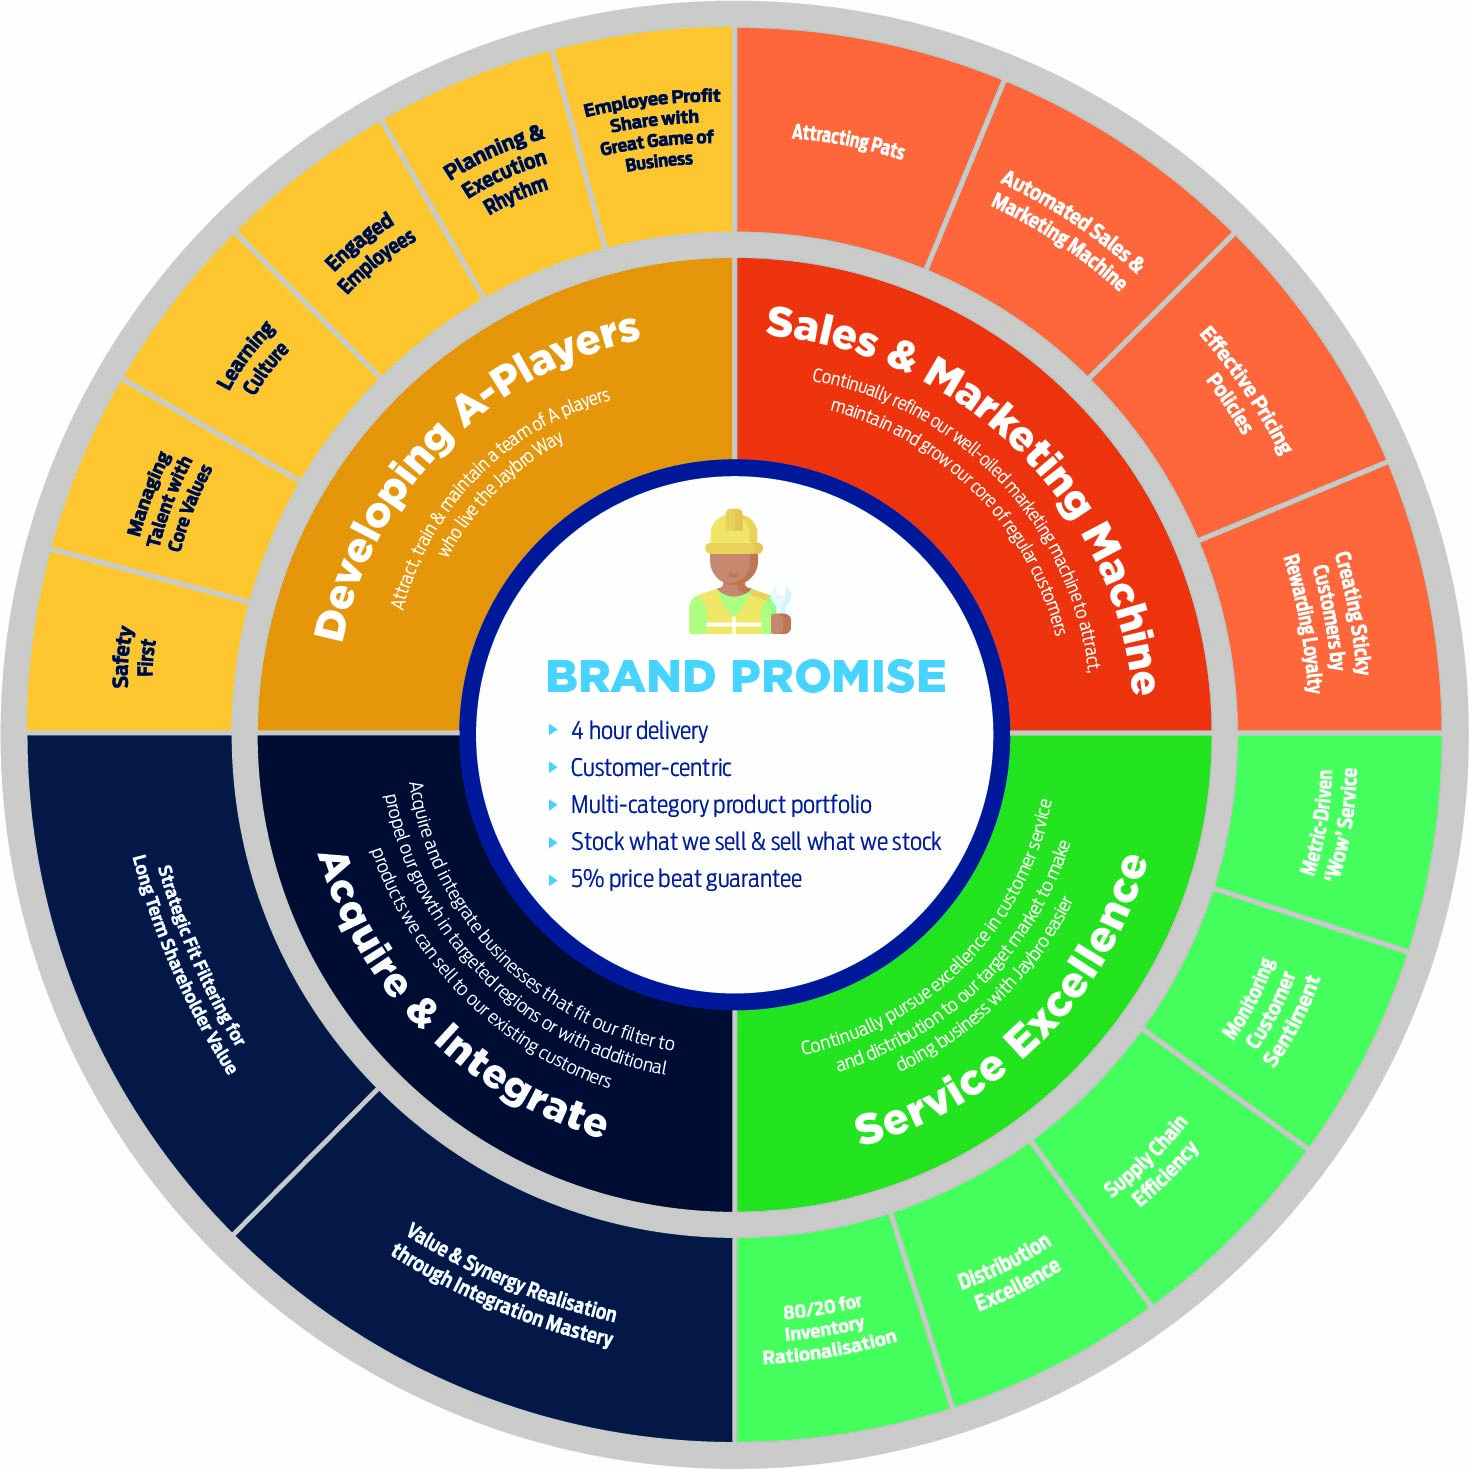 Employee Profit
Share with
Great Game of
Business
Planning &
Execution
Rhythm
Engaged
Employees
Learning
Culture
Managing
Talent with
Core Values
Safety
First
Attracting Pats
Automated Sales &
Marketing Machine
Effective Pricing
Policies
Creating Sticky
Customers by
Rewarding Loyalty
Developing A-Players
Attract, train & maintain a team of A players
who live the Jaybro Way
Sales & Marketing Machine
Continually refine our well-oiled marketing machine to attract,
maintain and grow our core of regular customers
BRAND PROMISE
4 hour delivery
Customer-centric
Multi-category product portfolio
Stock what we sell & sell what we stock
5% price beat guarantee
Acquire and integrate businesses that fit our filter to
propel our growth in targeted regions or with additional
products we can sell to our existing customers
Acquire & Integrate
Continually pursue excellence in customer service
and distribution to our target market to make
doing business with Jaybro easier
Service Excellence
Metric-Driven
'Wow' Service
Monitoring
Customer
Sentiment
Supply Chain
Efficiency
Distribution
Excellence
80/20 for
Inventory
Rationalisation
Strategic Fit Filtering for
Long Term Shareholder Value
Value & Synergy Realisation
through Integration Mastery